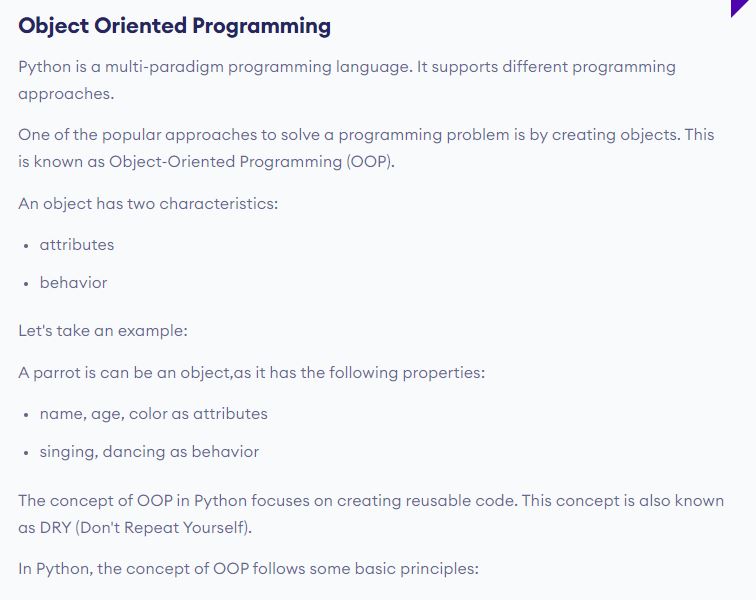 Object Oriented Programming
Python is a multi-paradigm programming language. It supports different programming
approaches.
One of the popular approaches to solve a programming problem is by creating objects. This
is known as Object-Oriented Programming (OOP).
An object has two characteristics:
• attributes
• behavior
Let's take an example:
A parrot is can be an object,as it has the following properties:
• name, age, color as attributes
• singing, dancing as behavior
The concept of OOP in Python focuses on creating reusable code. This concept is also known
as DRY (Don't Repeat Yourself).
In Python, the concept of OOP follows some basic principles: